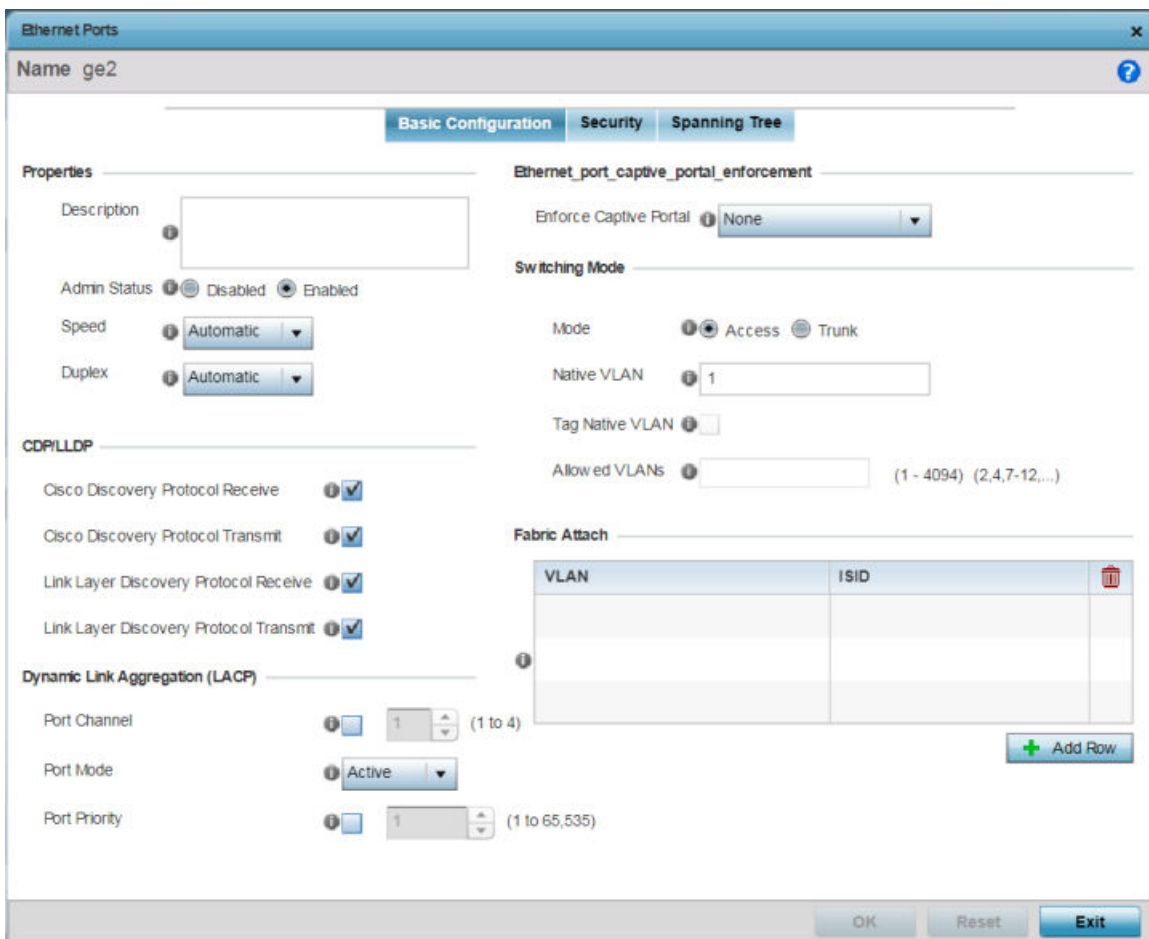 Ethernet Ports
Name ge2
Basic Configuration Security Spanning Tree
Properties
Description
Admin Status Disabled Enabled
Speed Automatic
Duplex Automatic
CDP/LLDP
Cisco Discovery Protocol Receive
Cisco Discovery Protocol Transmit
Link Layer Discovery Protocol Receive
Link Layer Discovery Protocol Transmit
Dynamic Link Aggregation (LACP)
Port Channel 1 (1 to 4)
Port Mode Active
Port Priority 1 (1 to 65,535)
Ethernet_port_captive_portal_enforcement
Enforce Captive Portal None
Switching Mode
Mode Access Trunk
Native VLAN 1
Tag Native VLAN
Allowed VLANs (1 - 4094) (2,4,7-12,...)
Fabric Attach
VLAN ISID
Add Row
OK Reset Exit